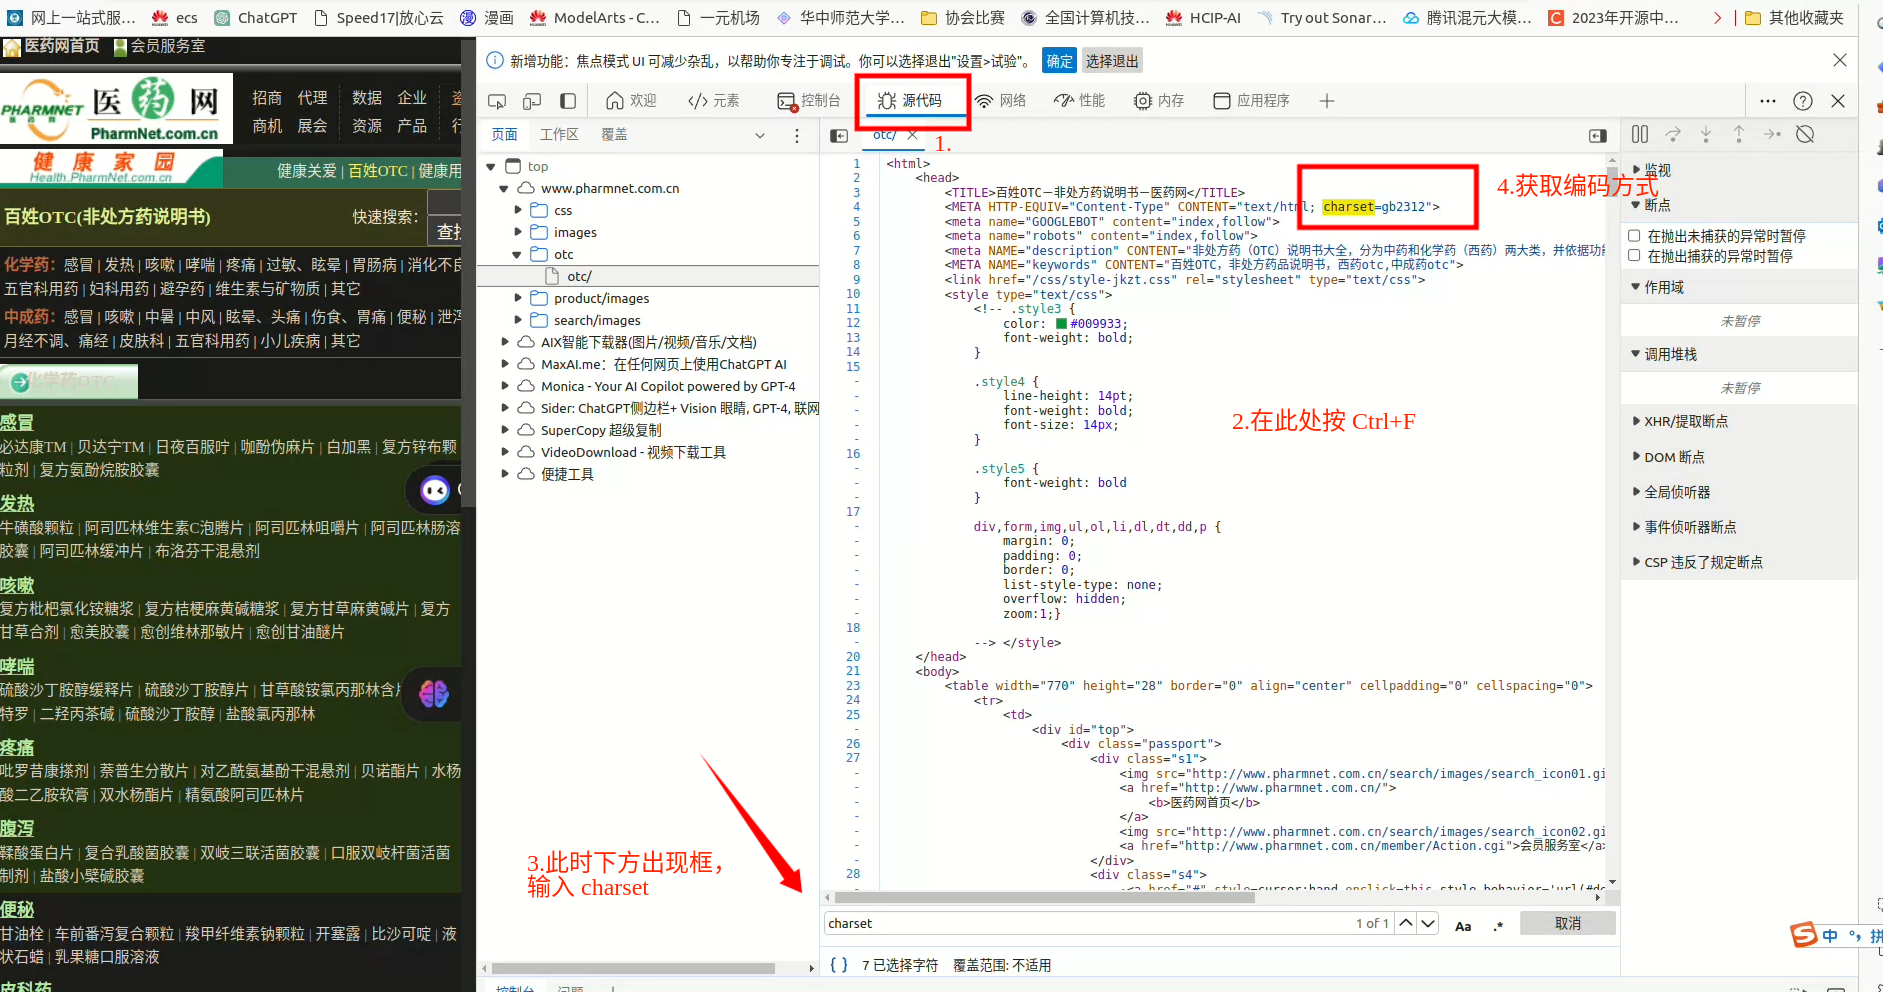 网上一站式服... ecs ChatGPT Speed17|放心云 漫画 ModelArts - C... 一元机场 华中师范大学... 协会比赛 全国计算机技... HCIP-AI Try out Sonar... 腾讯混元大模... 2023年开源中... 其他收藏夹
医药网首页 会员服务室
PHARMNET 医药网
PharmNet.com.cn
招商 代理 数据 企业
商机 展会 资源 产品
健康家园
Health.PharmNet.com.cn
健康关爱 | 百姓OTC | 健康用
百姓OTC(非处方药说明书) 快速搜索:
化学药: 感冒 | 发热 | 咳嗽 | 哮喘 | 疼痛 | 过敏、眩晕 | 胃肠病 | 消化不良
五官科用药 | 妇科用药 | 避孕药 | 维生素与矿物质 | 其它
中成药: 感冒 | 咳嗽 | 中暑 | 中风 | 眩晕、头痛 | 伤食、胃痛 | 便秘 | 泄泻
月经不调、痛经 | 皮肤科 | 五官科用药 | 小儿疾病 | 其它
化学药OTC
感冒
必达康TM | 贝达宁TM | 日夜百服咛 | 咖酚伪麻片 | 白加黑 | 复方锌布颗
粒剂 | 复方氨酚烷胺胶囊
发热
牛磺酸颗粒 | 阿司匹林维生素C泡腾片 | 阿司匹林咀嚼片 | 阿司匹林肠溶
胶囊 | 阿司匹林缓冲片 | 布洛芬干混悬剂
咳嗽
复方枇杷氯化铵糖浆 | 复方桔梗麻黄碱糖浆 | 复方甘草麻黄碱片 | 复方
甘草合剂 | 愈美胶囊 | 愈创维林那敏片 | 愈创甘油醚片
哮喘
硫酸沙丁胺醇缓释片 | 硫酸沙丁胺醇片 | 甘草酸铵氯丙那林含片
特罗 | 二羟丙茶碱 | 硫酸沙丁胺醇 | 盐酸氯丙那林
疼痛
吡罗昔康搽剂 | 萘普生分散片 | 对乙酰氨基酚干混悬剂 | 贝诺酯片 | 水杨
酸二乙胺软膏 | 双水杨酯片 | 精氨酸阿司匹林片
腹泻
鞣酸蛋白片 | 复合乳酸菌胶囊 | 双岐三联活菌胶囊 | 口服双岐杆菌活菌
制剂 | 盐酸小檗碱胶囊
便秘
甘油栓 | 车前番泻复合颗粒 | 羧甲纤维素钠颗粒 | 开塞露 | 比沙可啶 | 液
状石蜡 | 乳果糖口服溶液
皮科药
新增功能：焦点模式 UI 可减少杂乱，以帮助你专注于调试。你可以选择退出"设置>试验"。 确定 选择退出
欢迎 </> 元素 控制台 源代码 网络 性能 内存 应用程序
1.
页面 工作区 覆盖
top
www.pharmnet.com.cn
css
images
otc
otc/
product/images
search/images
AIX智能下载器(图片/视频/音乐/文档)
MaxAI.me：在任何网页上使用ChatGPT AI
Monica - Your AI Copilot powered by GPT-4
Sider: ChatGPT侧边栏+ Vision 眼睛, GPT-4, 联网
SuperCopy 超级复制
VideoDownload - 视频下载工具
便捷工具
3.此时下方出现框，
输入 charset
otc/
1 <html>
2 <head>
3 <TITLE>百姓OTC－非处方药说明书－医药网</TITLE>
4 <META HTTP-EQUIV="Content-Type" CONTENT="text/html; charset=gb2312">
5 <meta name="GOOGLEBOT" content="index,follow">
6 <meta name="robots" content="index,follow">
7 <meta NAME="description" CONTENT="非处方药（OTC）说明书大全，分为中药和化学药（西药）两大类，并依据功能
8 <META NAME="keywords" CONTENT="百姓OTC，非处方药品说明书，西药otc,中成药otc">
9 <link href="/css/style-jkzt.css" rel="stylesheet" type="text/css">
10 <style type="text/css">
11 <!-- .style3 {
12 color: #009933;
13 font-weight: bold;
14 }
15
- .style4 {
- line-height: 14pt;
- font-weight: bold;
- font-size: 14px;
- }
16
- .style5 {
- font-weight: bold
- }
17
- div,form,img,ul,ol,li,dl,dt,dd,p {
- margin: 0;
- padding: 0;
- border: 0;
- list-style-type: none;
- overflow: hidden;
- zoom:1;}
18
- --> </style>
20 </head>
21 <body>
23 <table width="770" height="28" border="0" align="center" cellpadding="0" cellspacing="0">
24 <tr>
25 <td>
- <div id="top">
26 <div class="passport">
27 <div class="s1">
- <img src="http://www.pharmnet.com.cn/search/images/search_icon01.gi
- <a href="http://www.pharmnet.com.cn/">
- <b>医药网首页</b>
- </a>
- <img src="http://www.pharmnet.com.cn/search/images/search_icon02.gi
- <a href="http://www.pharmnet.com.cn/member/Action.cgi">会员服务室</a>
- </div>
28 <div class="s4">
2.在此处按 Ctrl+F
4.获取编码方式
charset 1 of 1 Aa .* 取消
{ } 7 已选择字符 覆盖范围: 不适用
监视
断点
在抛出未捕获的异常时暂停
在抛出捕获的异常时暂停
作用域
未暂停
调用堆栈
未暂停
XHR/提取断点
DOM 断点
全局侦听器
事件侦听器断点
CSP 违反了规定断点
中 拼
控制台 问题